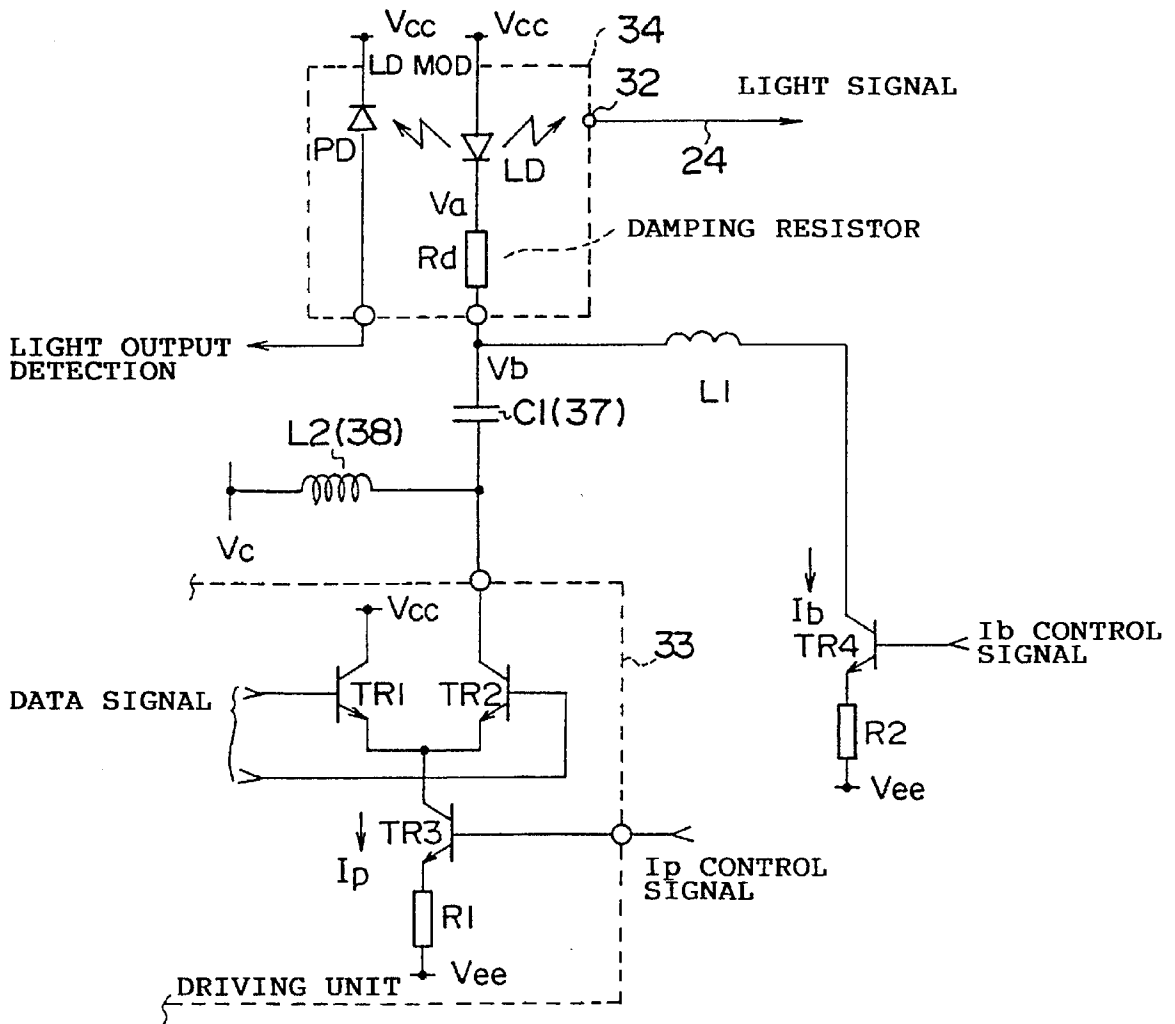 Vcc
Vcc
34
LD MOD
32
LIGHT SIGNAL
24
PD
LD
Va
Rd
DAMPING RESISTOR
LIGHT OUTPUT
DETECTION
Vb
L1
C1(37)
L2(38)
Vc
Vcc
Ib
33
TR4
Ib CONTROL
SIGNAL
DATA SIGNAL
TR1
TR2
R2
Vee
TR3
Ip
Ip CONTROL
SIGNAL
R1
Vee
DRIVING UNIT